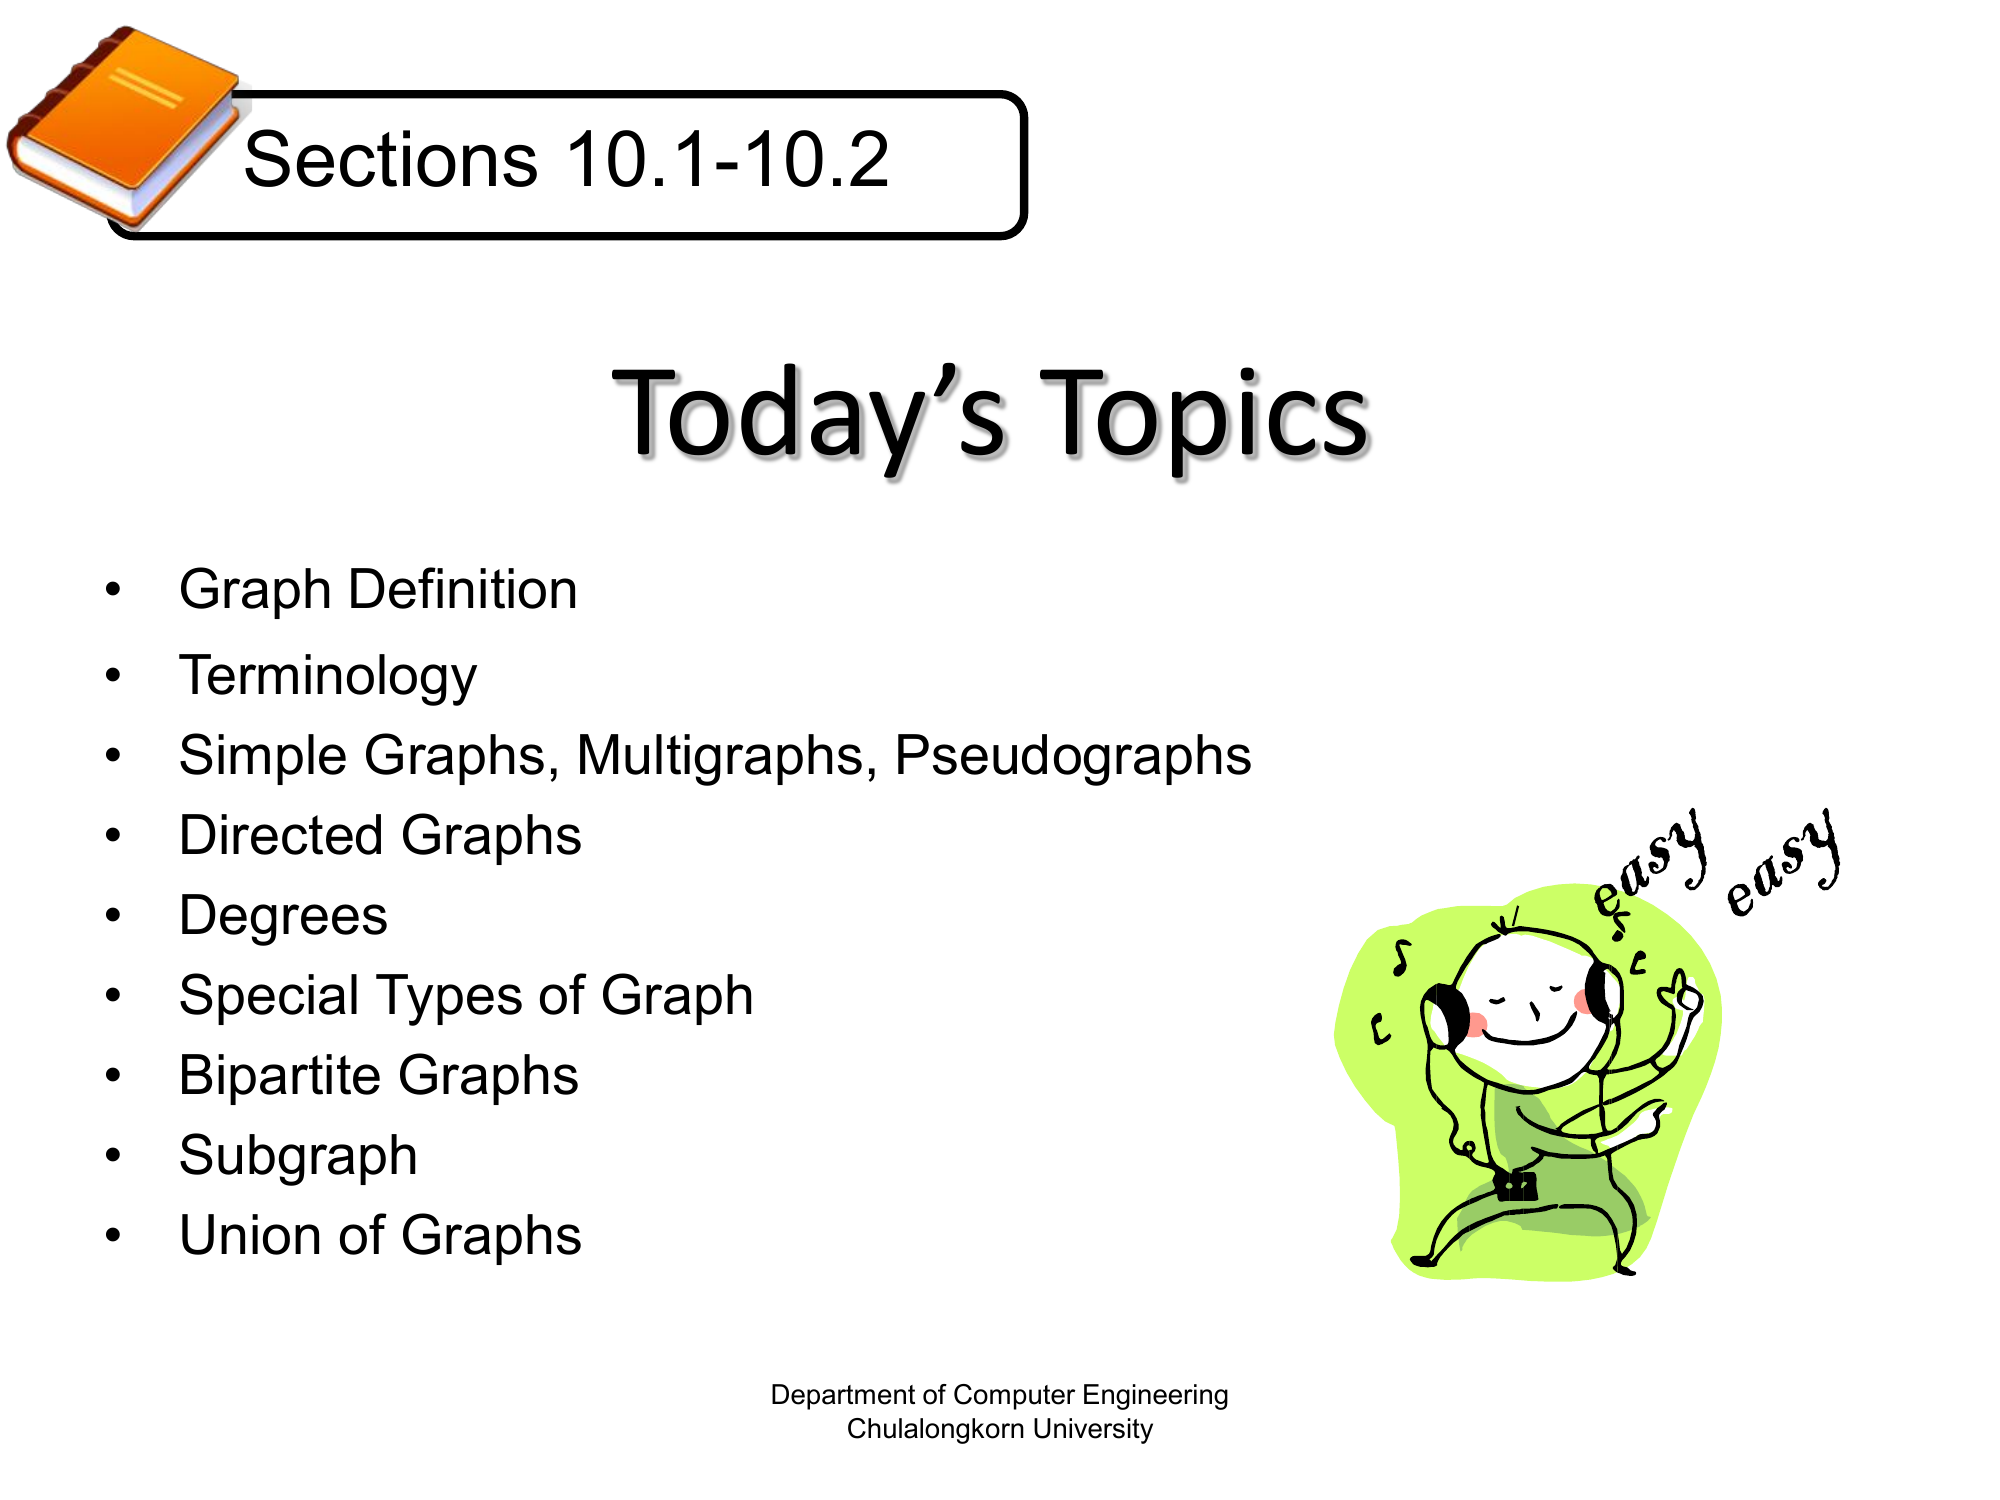 Sections 10.1-10.2
Today’s Topics
• Graph Definition
• Terminology
• Simple Graphs, Multigraphs, Pseudographs
• Directed Graphs
• Degrees
• Special Types of Graph
• Bipartite Graphs
• Subgraph
• Union of Graphs
easy easy
Department of Computer Engineering
Chulalongkorn University